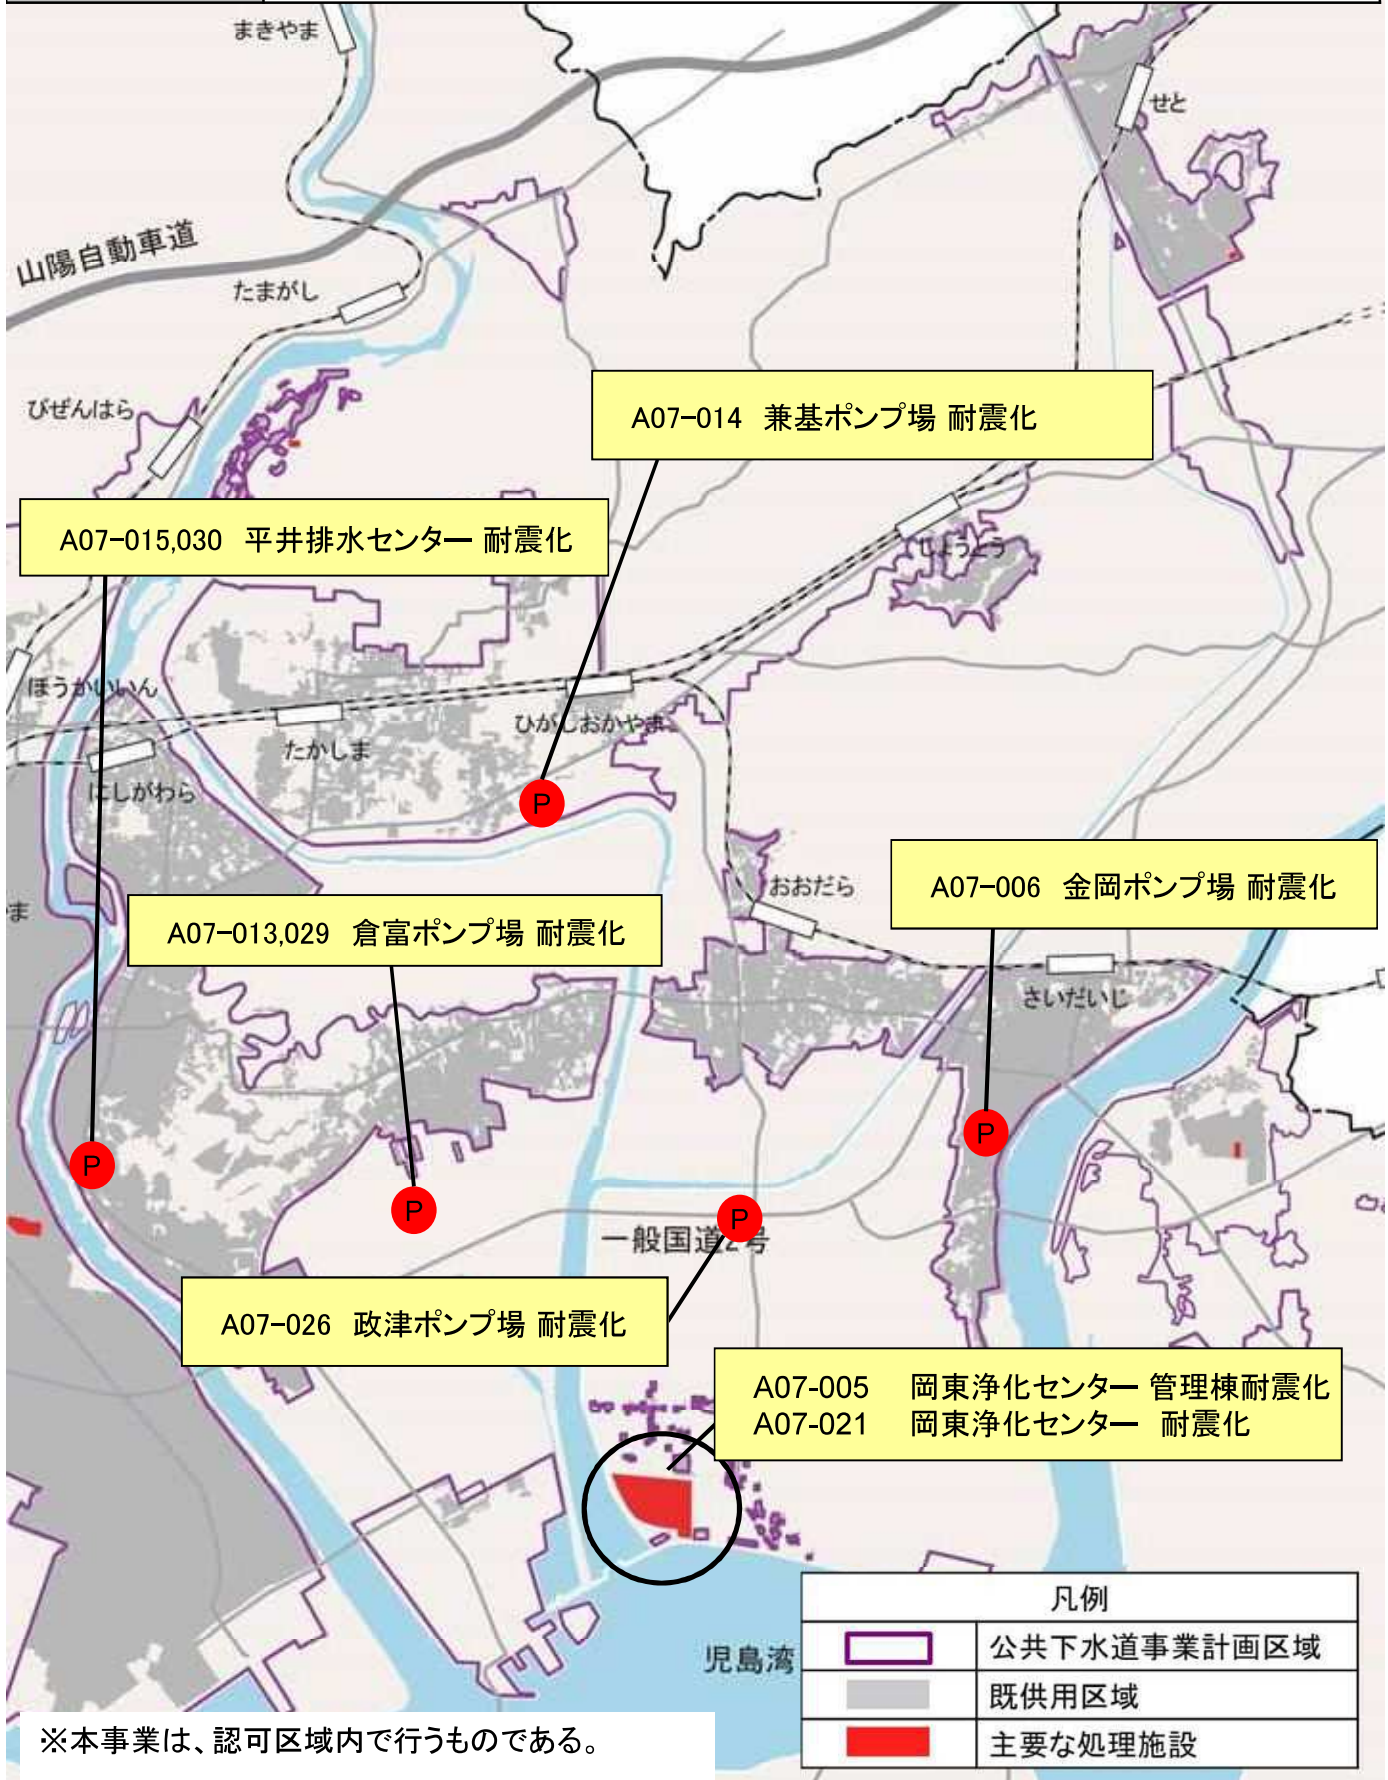 まきやま
せと
山陽自動車道
たまがし
びぜんはら
A07-014 兼基ポンプ場 耐震化
A07-015,030 平井排水センター 耐震化
じょうとう
ほうかいいん
ひがしおかやま
たかしま
にしがわら
P
おおだら
A07-006 金岡ポンプ場 耐震化
ま
A07-013,029 倉富ポンプ場 耐震化
さいだいじ
P
P
P
P
一般国道2号
A07-026 政津ポンプ場 耐震化
A07-005 岡東浄化センター 管理棟耐震化
A07-021 岡東浄化センター 耐震化
凡例
児島湾
公共下水道事業計画区域
既供用区域
主要な処理施設
※本事業は、認可区域内で行うものである。